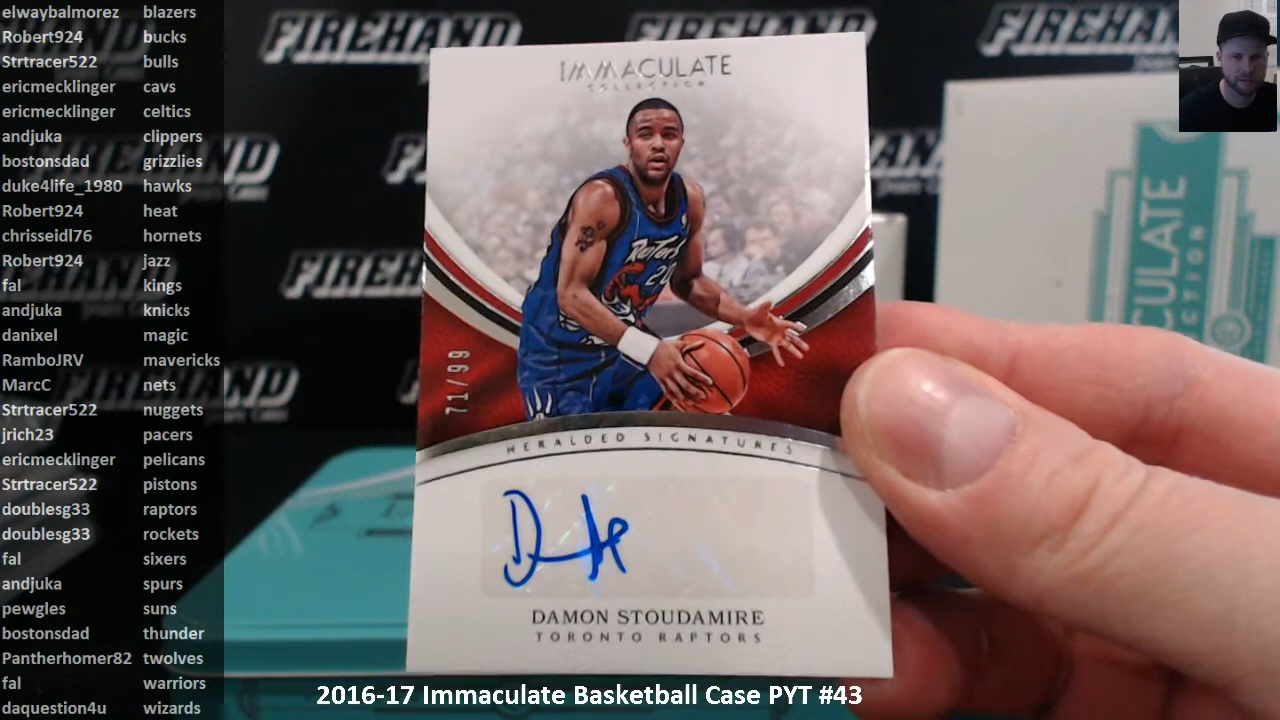 elwaybalmorez blazers
Robert924 bucks
Strtracer522 bulls
ericmecklinger cavs
ericmecklinger celtics
andjuka clippers
bostonsdad grizzlies
duke4life_1980 hawks
Robert924 heat
chrisseidl76 hornets
Robert924 jazz
fal kings
andjuka knicks
danixel magic
RamboJRV mavericks
MarcC nets
Strtracer522 nuggets
jrich23 pacers
ericmecklinger pelicans
Strtracer522 pistons
doublesg33 raptors
doublesg33 rockets
fal sixers
andjuka spurs
pewgles suns
bostonsdad thunder
Pantherhomer82 twolves
fal warriors
daquestion4u wizards
FIREHAND
FIREHAND
FIREHAND
IMMACULATE
COLLECTION
Raptors
20
71/99
HERALDED SIGNATURES
DAMON STOUDAMIRE
TORONTO RAPTORS
2016-17 Immaculate Basketball Case PYT #43